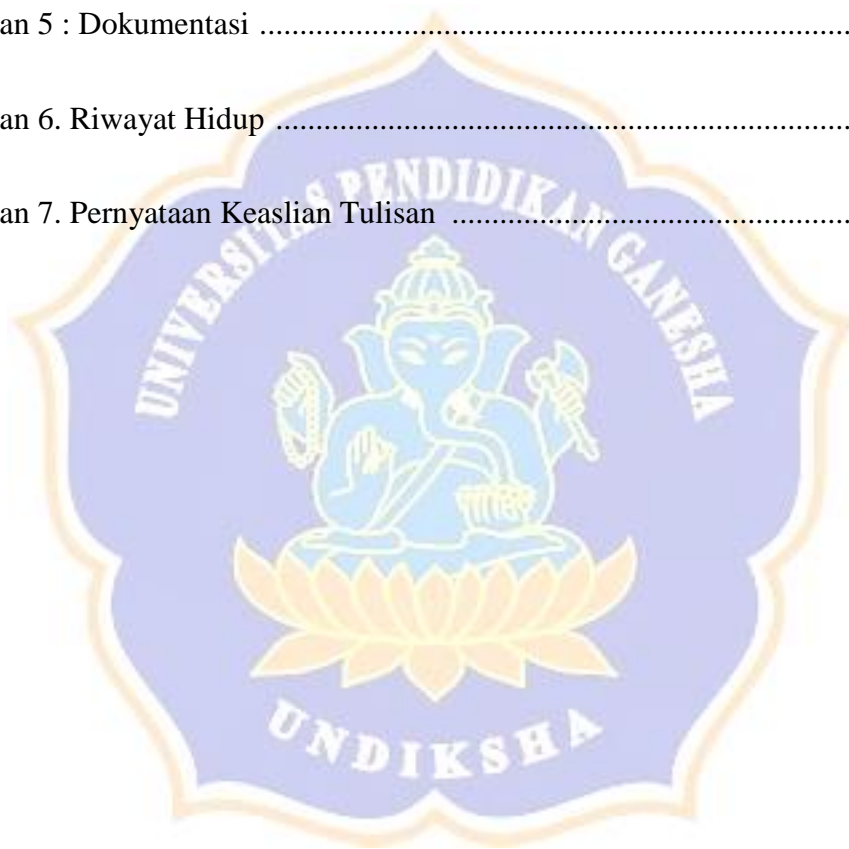 an 5 : Dokumentasi ..........................................................................
an 6. Riwayat Hidup ........................................................................
an 7. Pernyataan Keaslian Tulisan ..................................................
UNIVERSITAS PENDIDIKAN GANESHA
UNDIKSHA